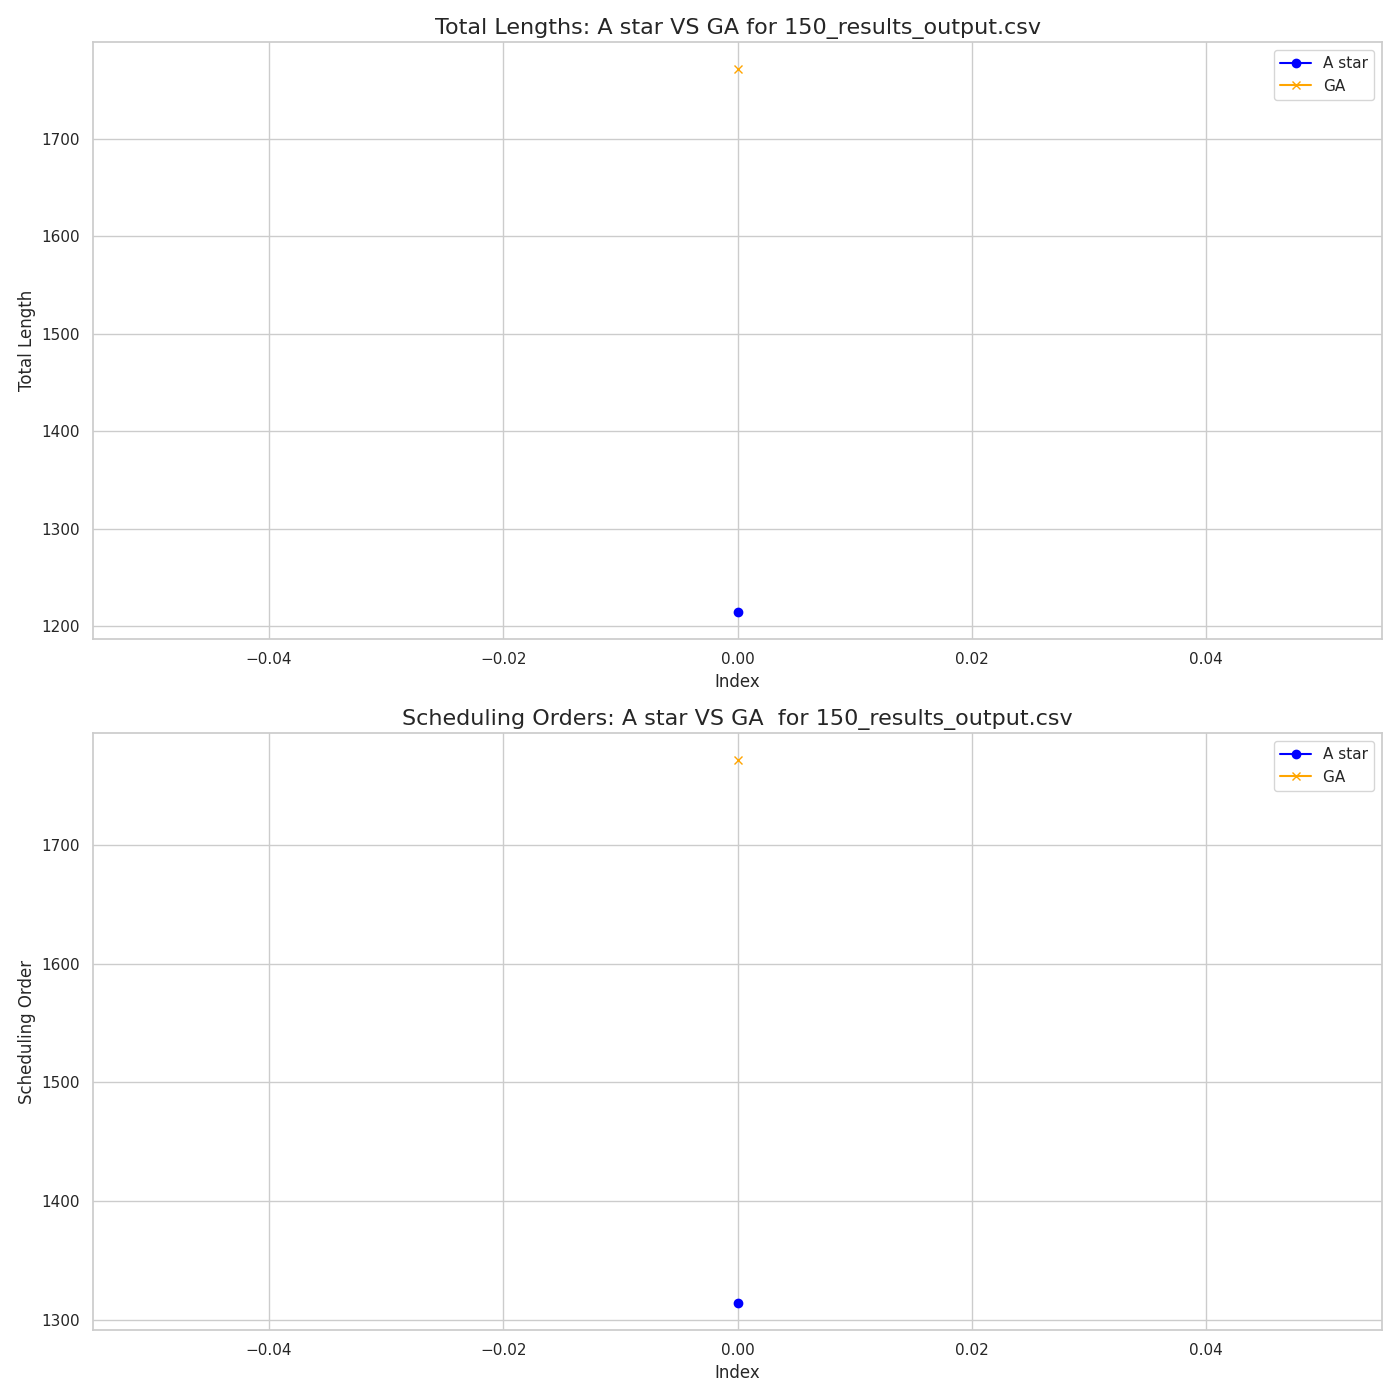 Total Lengths: A star VS GA for 150_results_output.csv
A star
GA
1700
1600
1500
1400
1300
1200
Total Length
−0.04
−0.02
0.00
0.02
0.04
Index
Scheduling Orders: A star VS GA  for 150_results_output.csv
A star
GA
1700
1600
1500
1400
1300
Scheduling Order
−0.04
−0.02
0.00
0.02
0.04
Index